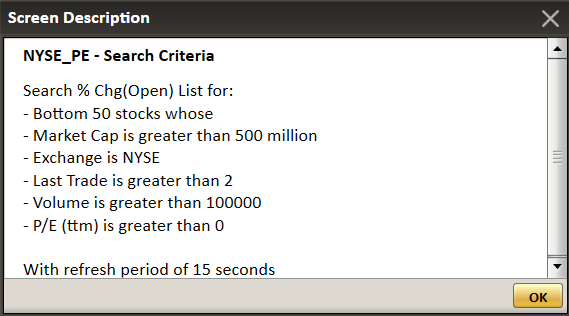 Screen Description
NYSE_PE - Search Criteria
Search % Chg(Open) List for:
- Bottom 50 stocks whose
- Market Cap is greater than 500 million
- Exchange is NYSE
- Last Trade is greater than 2
- Volume is greater than 100000
- P/E (ttm) is greater than 0
With refresh period of 15 seconds
OK